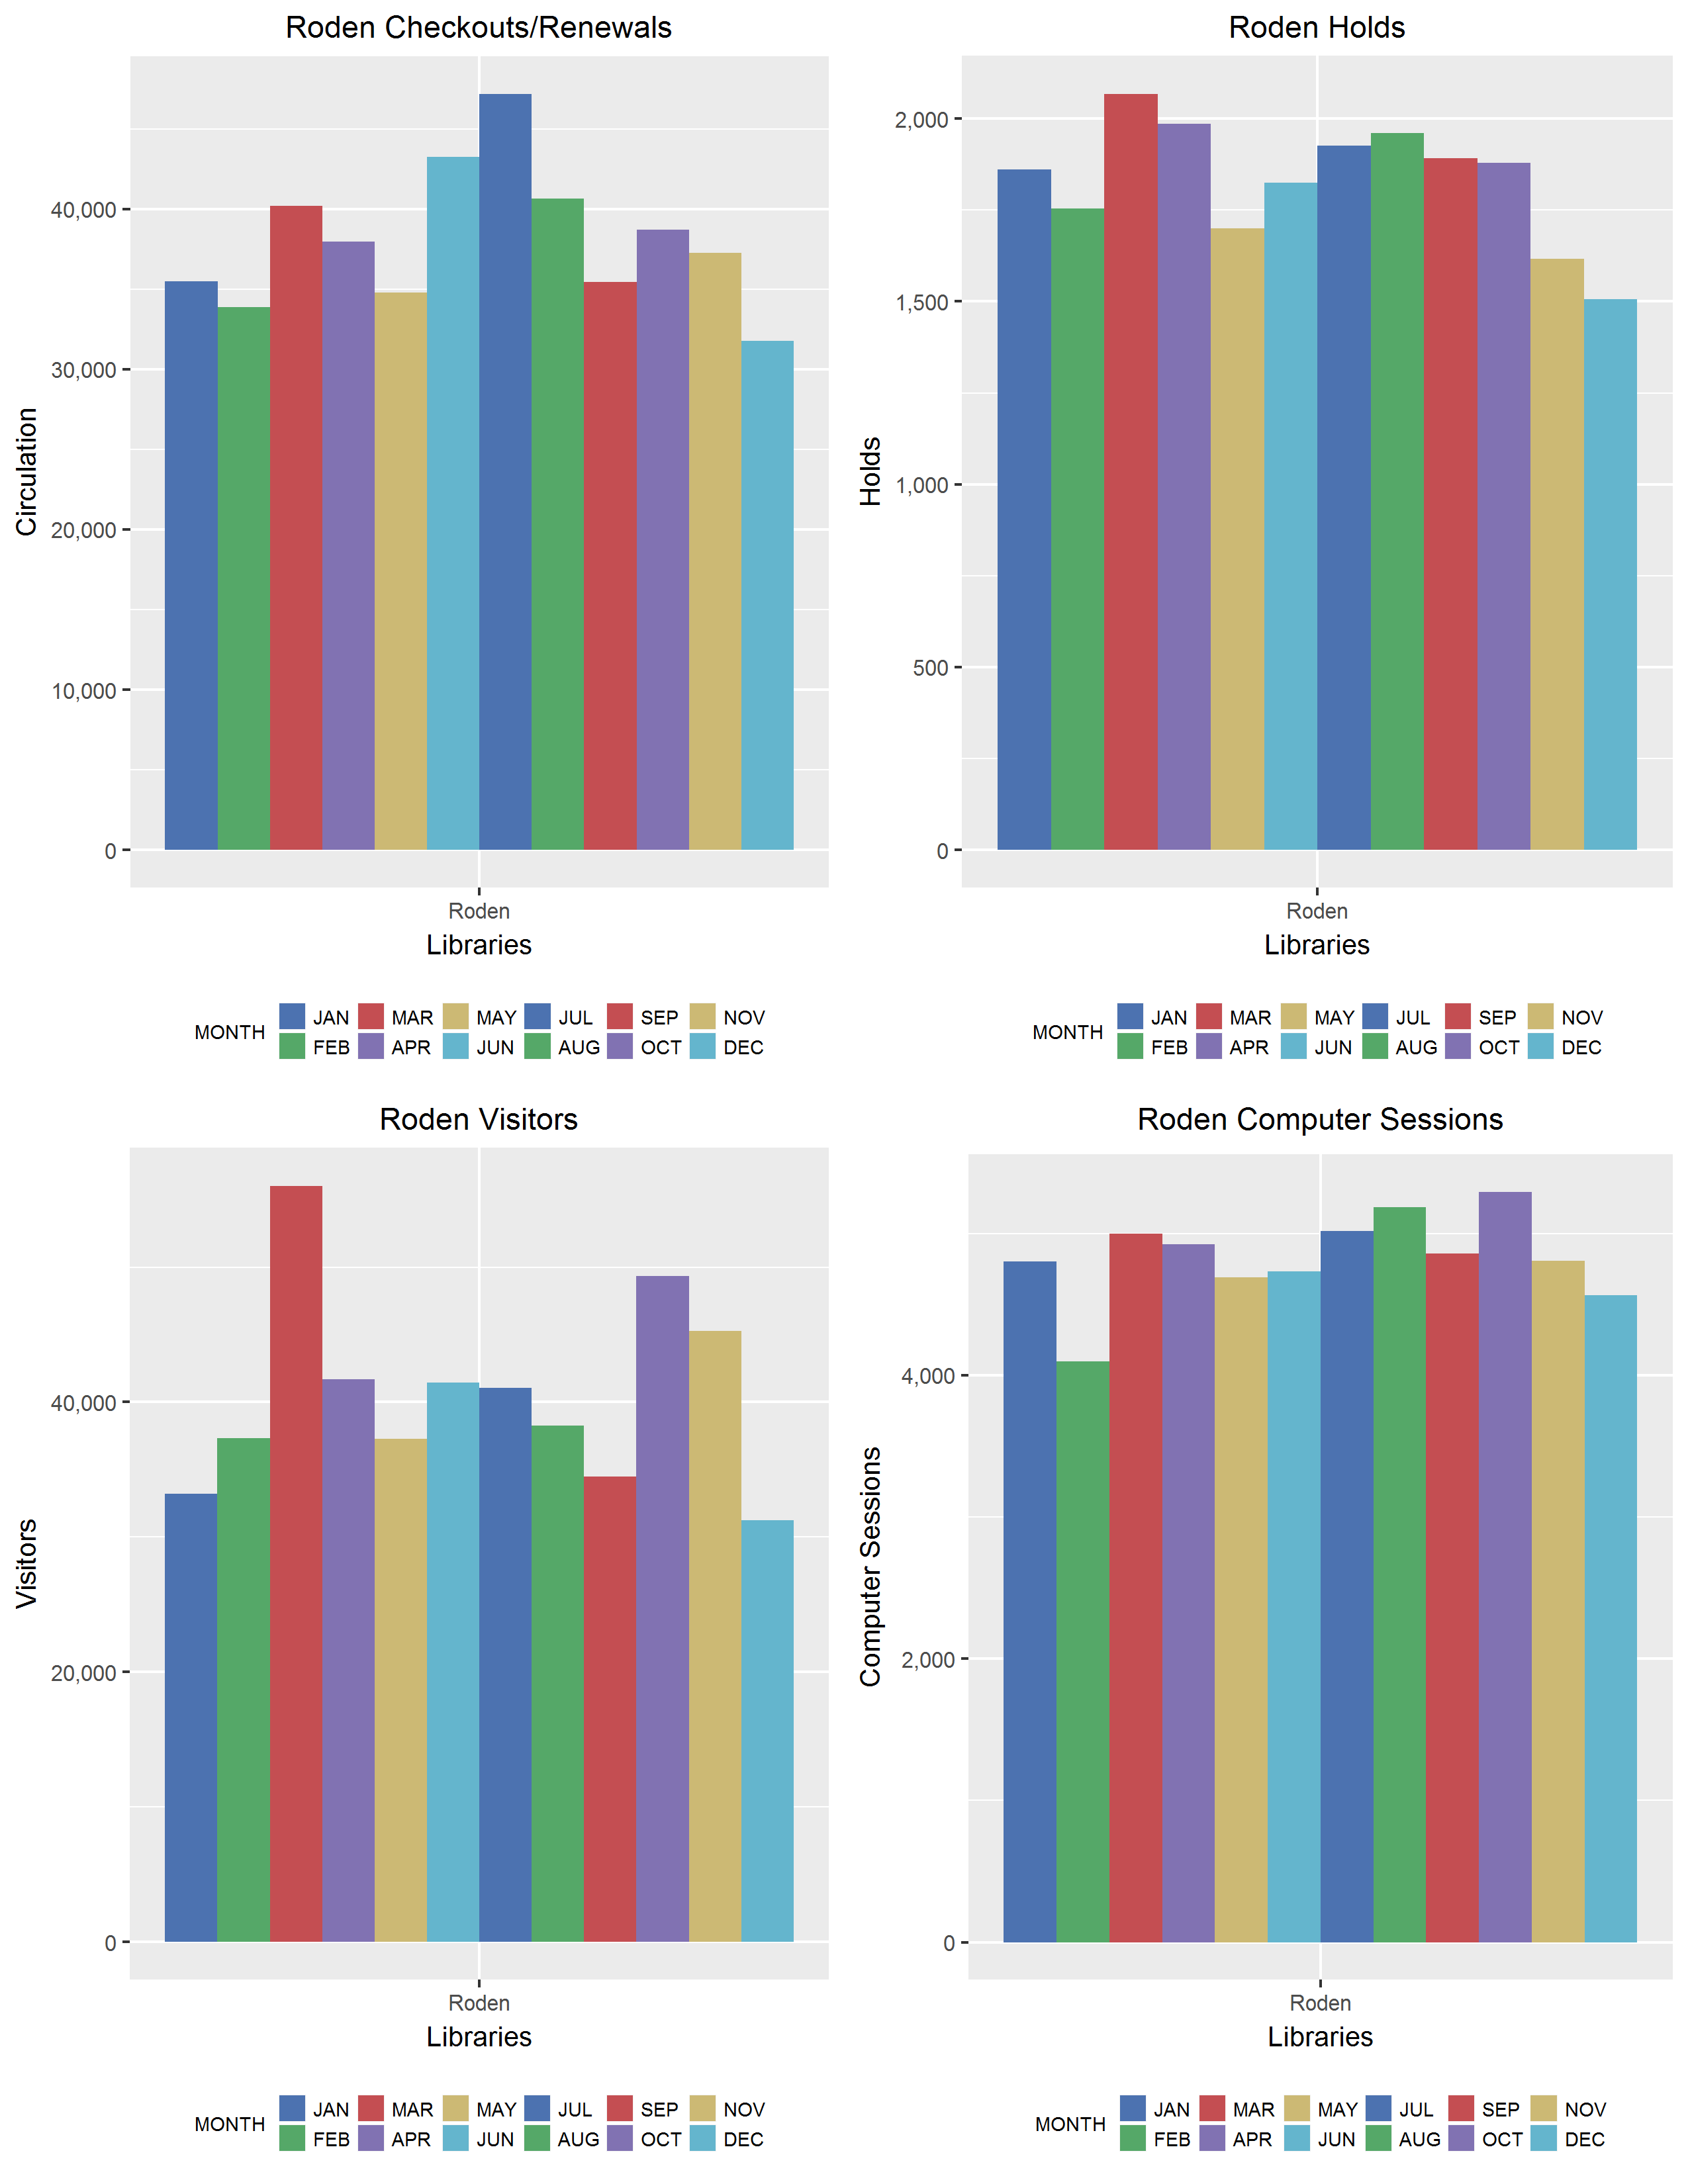 Roden Checkouts/Renewals
40,000
30,000
20,000
10,000
0
Circulation
Roden
Libraries
MONTH
JAN MAR MAY JUL SEP NOV
FEB APR JUN AUG OCT DEC
Roden Holds
2,000
1,500
1,000
500
0
Holds
Roden
Libraries
MONTH
JAN MAR MAY JUL SEP NOV
FEB APR JUN AUG OCT DEC
Roden Visitors
40,000
20,000
0
Visitors
Roden
Libraries
MONTH
JAN MAR MAY JUL SEP NOV
FEB APR JUN AUG OCT DEC
Roden Computer Sessions
4,000
2,000
0
Computer Sessions
Roden
Libraries
MONTH
JAN MAR MAY JUL SEP NOV
FEB APR JUN AUG OCT DEC